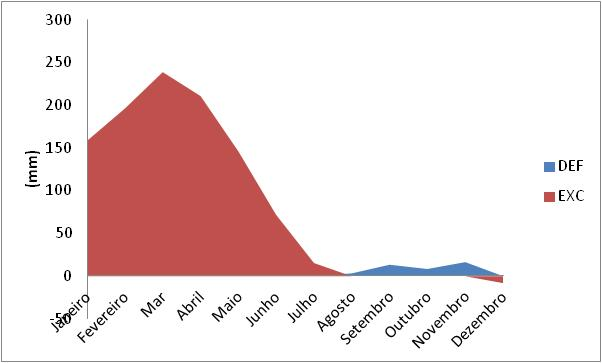 300
250
200
150
100
50
0
-50
(mm)
Janeiro
Fevereiro
Mar
Abril
Maio
Junho
Julho
Agosto
Setembro
Outubro
Novembro
Dezembro
DEF
EXC